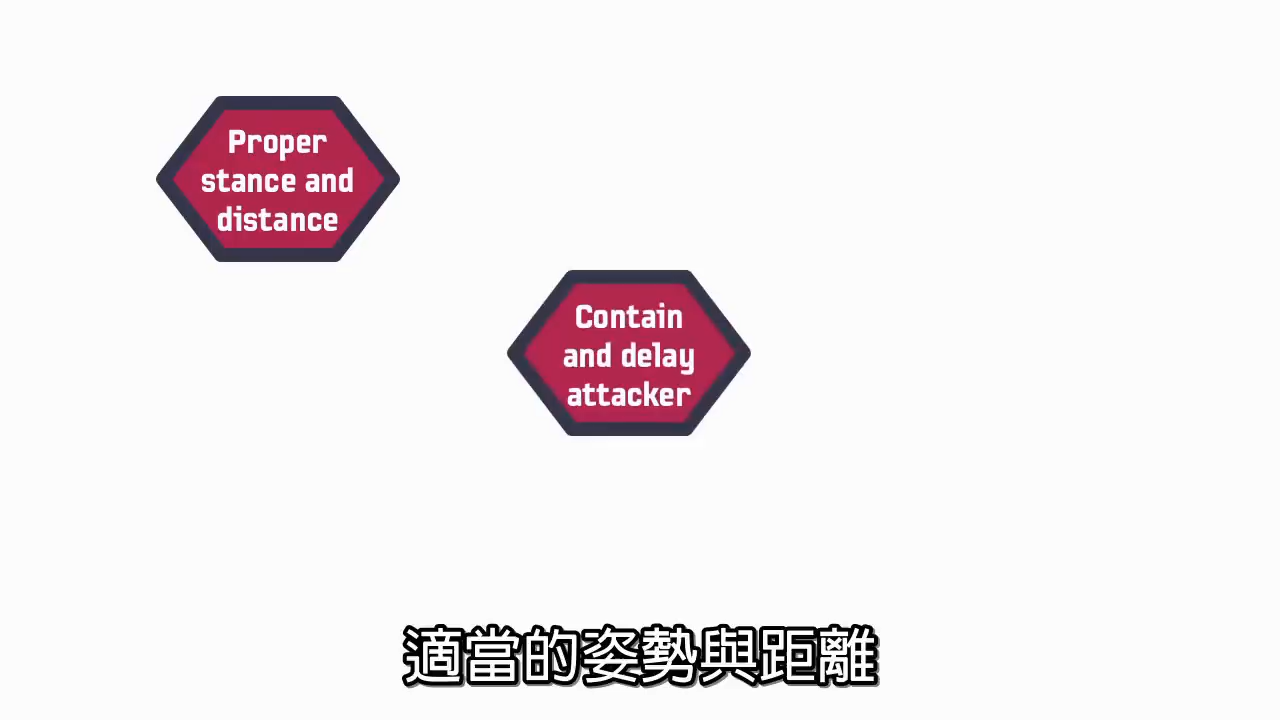 Proper
stance and
distance
Contain
and delay
attacker
適當的姿勢與距離